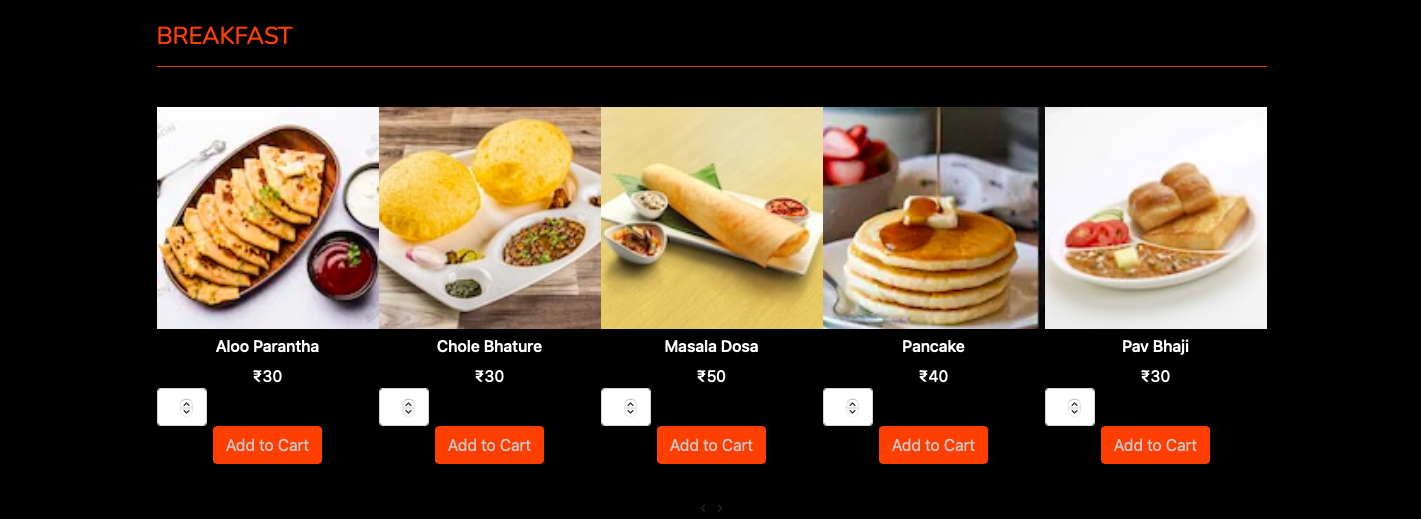 BREAKFAST
Aloo Parantha
₹30
Add to Cart
Chole Bhature
₹30
Add to Cart
Masala Dosa
₹50
Add to Cart
Pancake
₹40
Add to Cart
Pav Bhaji
₹30
Add to Cart
‹ ›